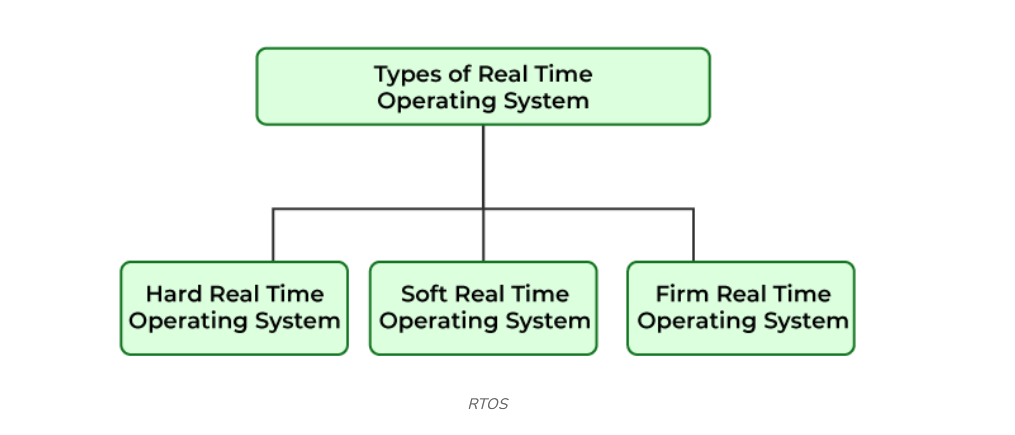 Types of Real Time
Operating System
Hard Real Time
Operating System
Soft Real Time
Operating System
Firm Real Time
Operating System
RTOS